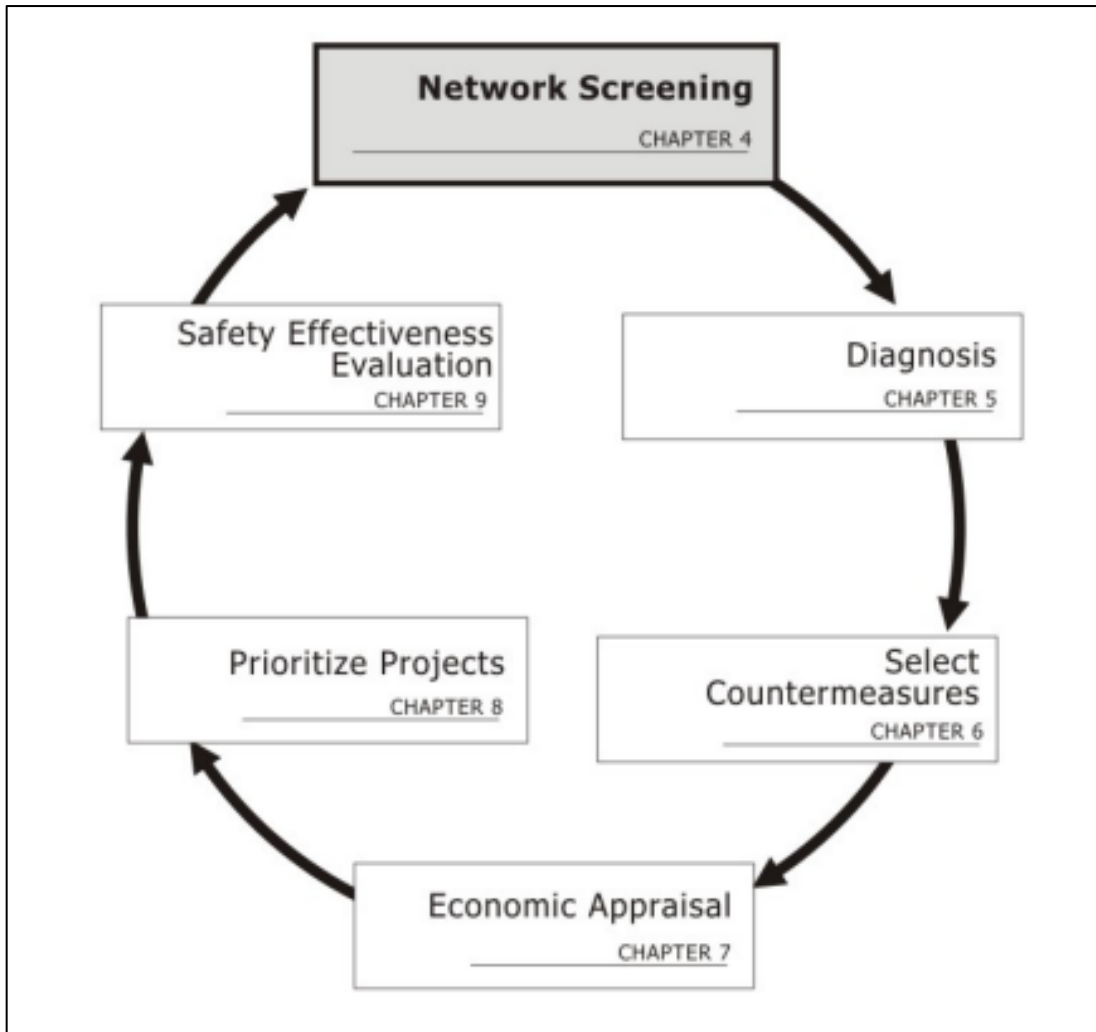 Network Screening
CHAPTER 4
Diagnosis
CHAPTER 5
Select
Countermeasures
CHAPTER 6
Economic Appraisal
CHAPTER 7
Prioritize Projects
CHAPTER 8
Safety Effectiveness
Evaluation
CHAPTER 9